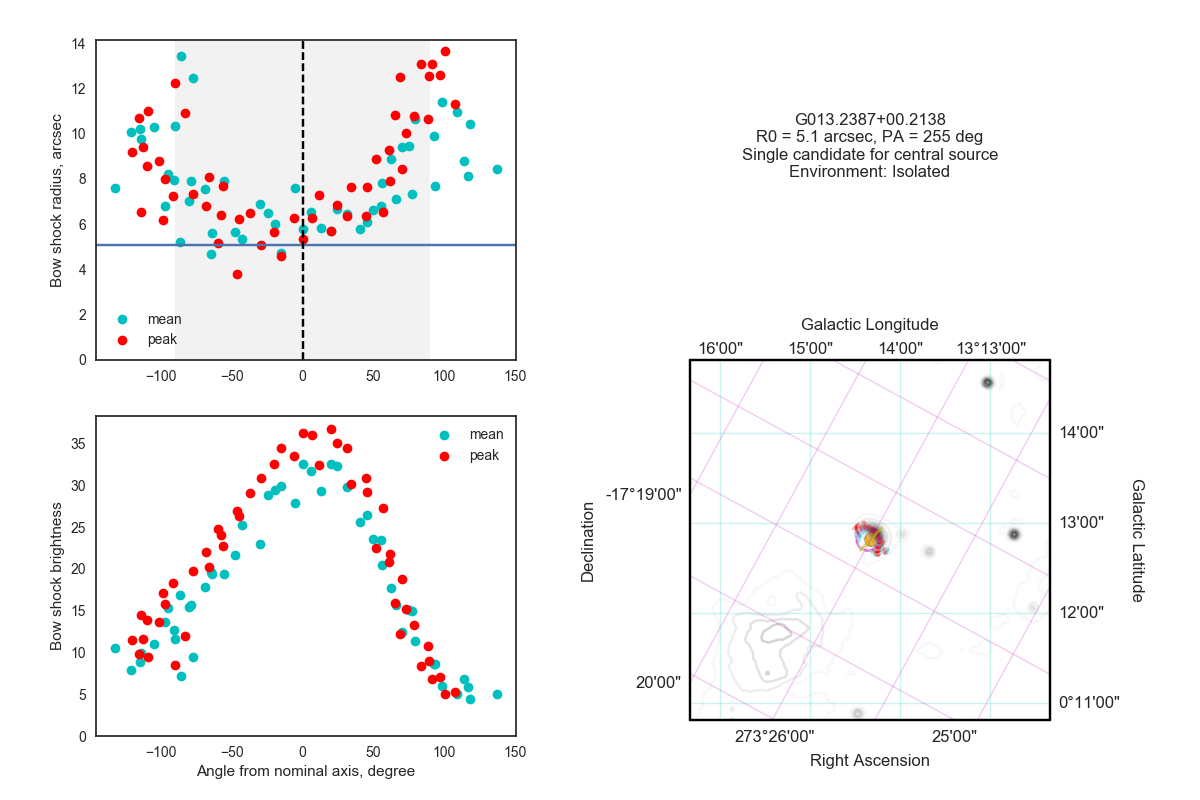 14
12
10
8
6
4
2
0
Bow shock radius, arcsec
mean
peak
−100
−50
0
50
100
150
35
30
25
20
15
10
5
0
Bow shock brightness
mean
peak
−100
−50
0
50
100
150
Angle from nominal axis, degree
G013.2387+00.2138
R0 = 5.1 arcsec, PA = 255 deg
Single candidate for central source
Environment: Isolated
Galactic Longitude
16'00" 15'00" 14'00" 13°13'00"
14'00"
13'00"
12'00"
0°11'00"
Galactic Latitude
-17°19'00"
20'00"
Declination
273°26'00" 25'00"
Right Ascension